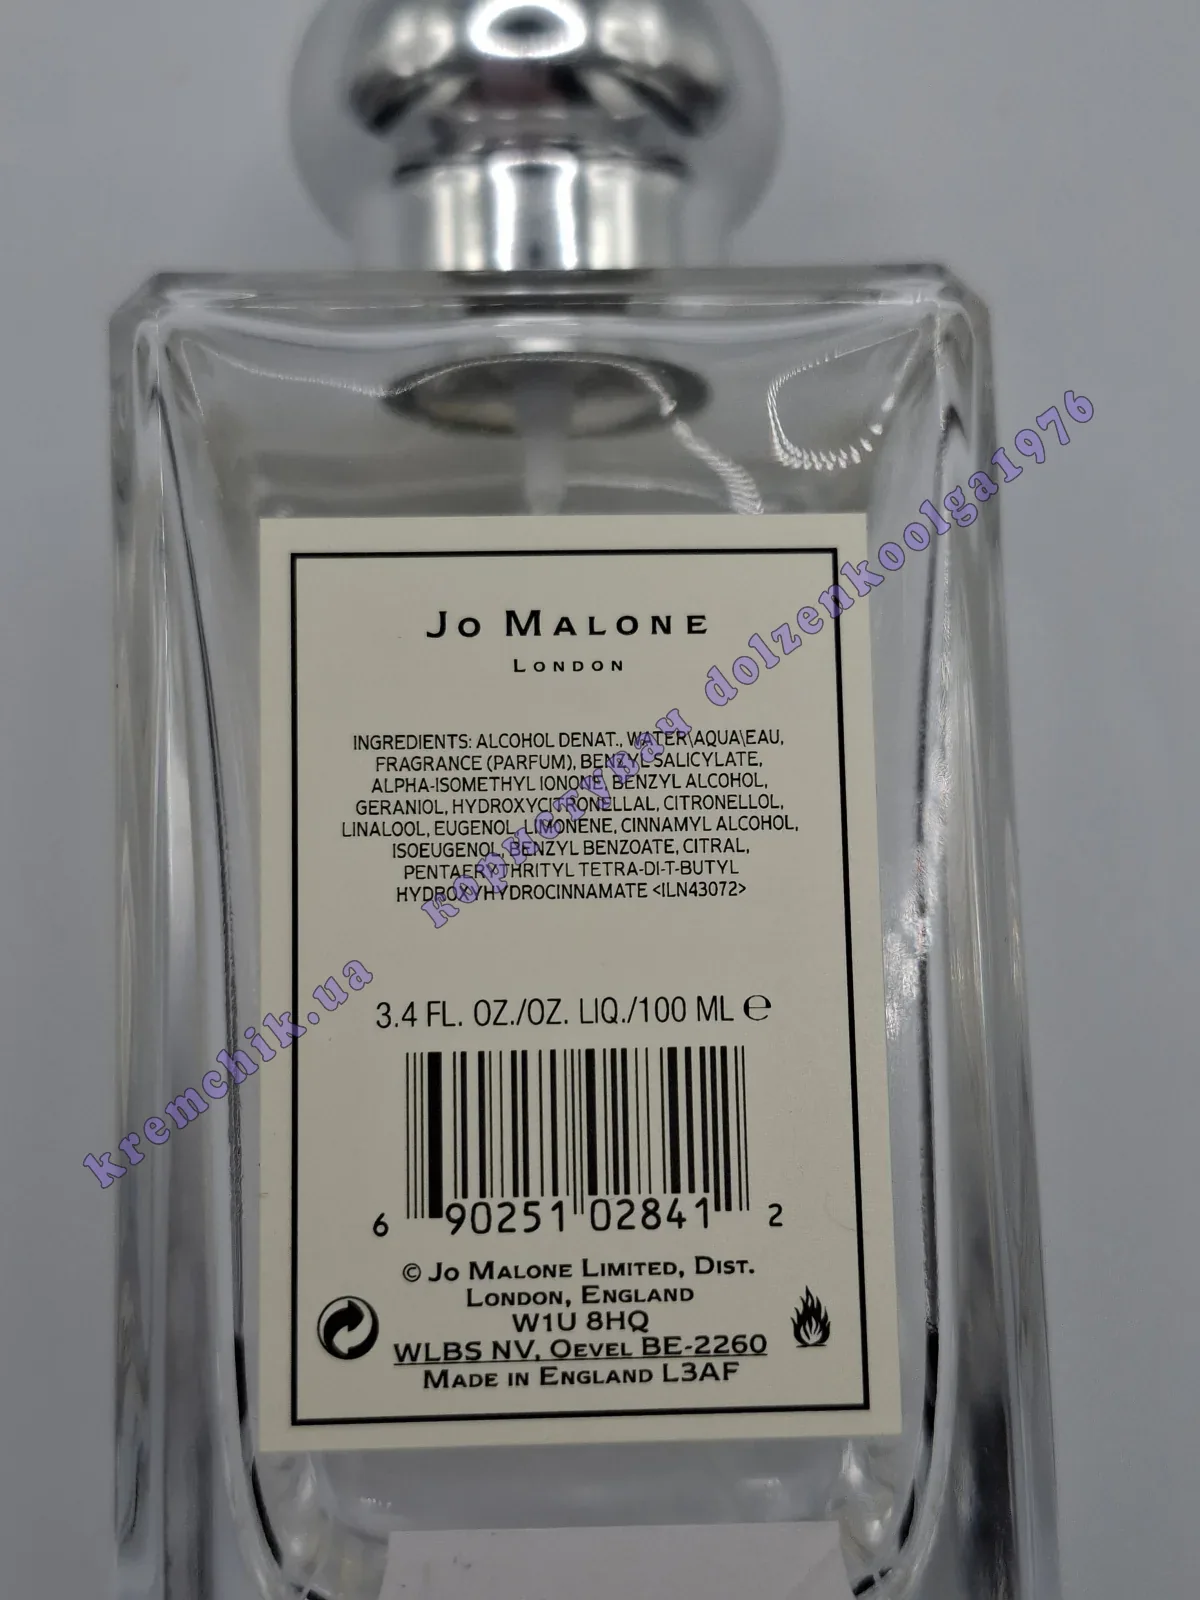 JO MALONE
LONDON
INGREDIENTS: ALCOHOL DENAT., WATER\AQUA\EAU,
FRAGRANCE (PARFUM), BENZYL SALICYLATE,
ALPHA-ISOMETHYL IONONE, BENZYL ALCOHOL,
GERANIOL, HYDROXYCITRONELLAL, CITRONELLOL,
LINALOOL, EUGENOL, LIMONENE, CINNAMYL ALCOHOL,
ISOEUGENOL, BENZYL BENZOATE, CITRAL,
PENTAERYTHRITYL TETRA-DI-T-BUTYL
HYDROXYHYDROCINNAMATE <ILN43072>
3.4 FL. OZ./OZ. LIQ./100 ML ℮
6 90251 02841 2
© JO MALONE LIMITED, DIST.
LONDON, ENGLAND
W1U 8HQ
WLBS NV, OEVEL BE-2260
MADE IN ENGLAND L3AF
kremchik.ua користувач dolzenkoolga1976